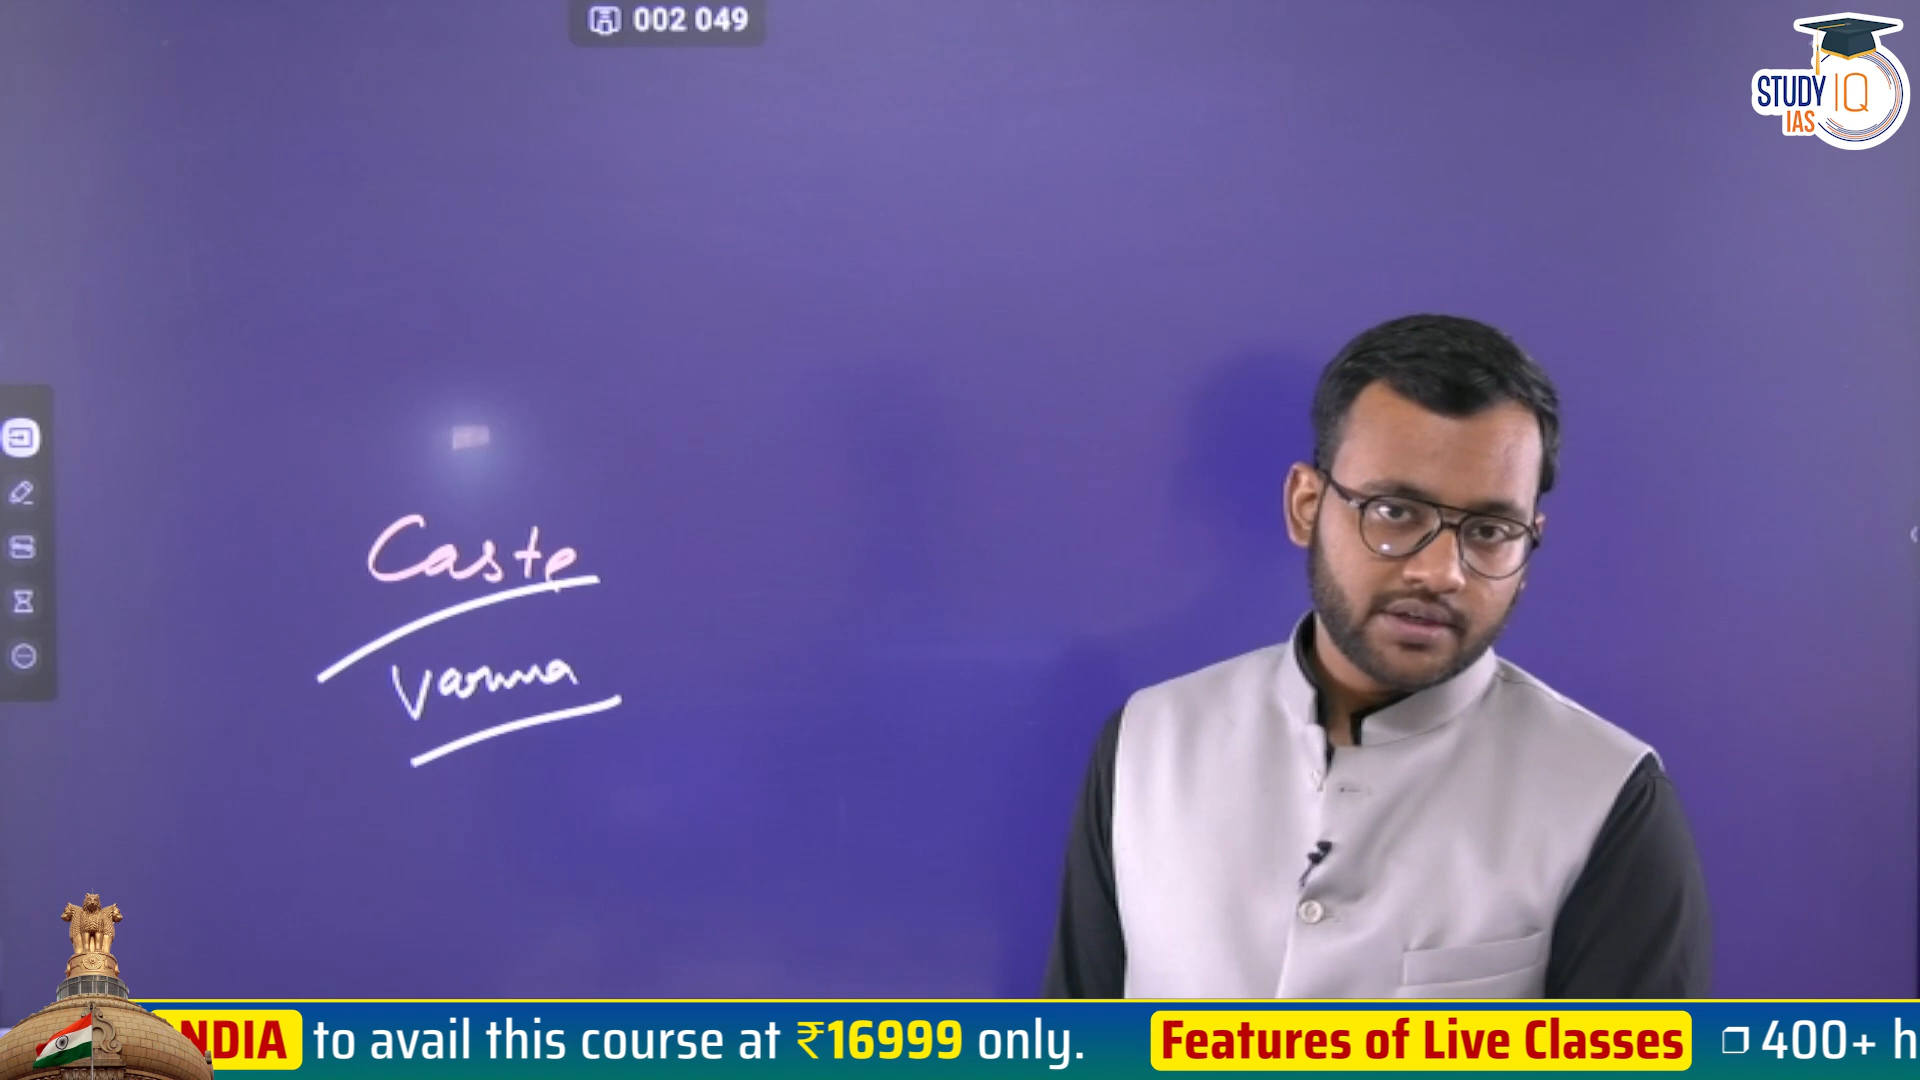 002 049
STUDY IQ
IAS
Caste
Varna
NDIA to avail this course at ₹16999 only. Features of Live Classes ❐ 400+ h